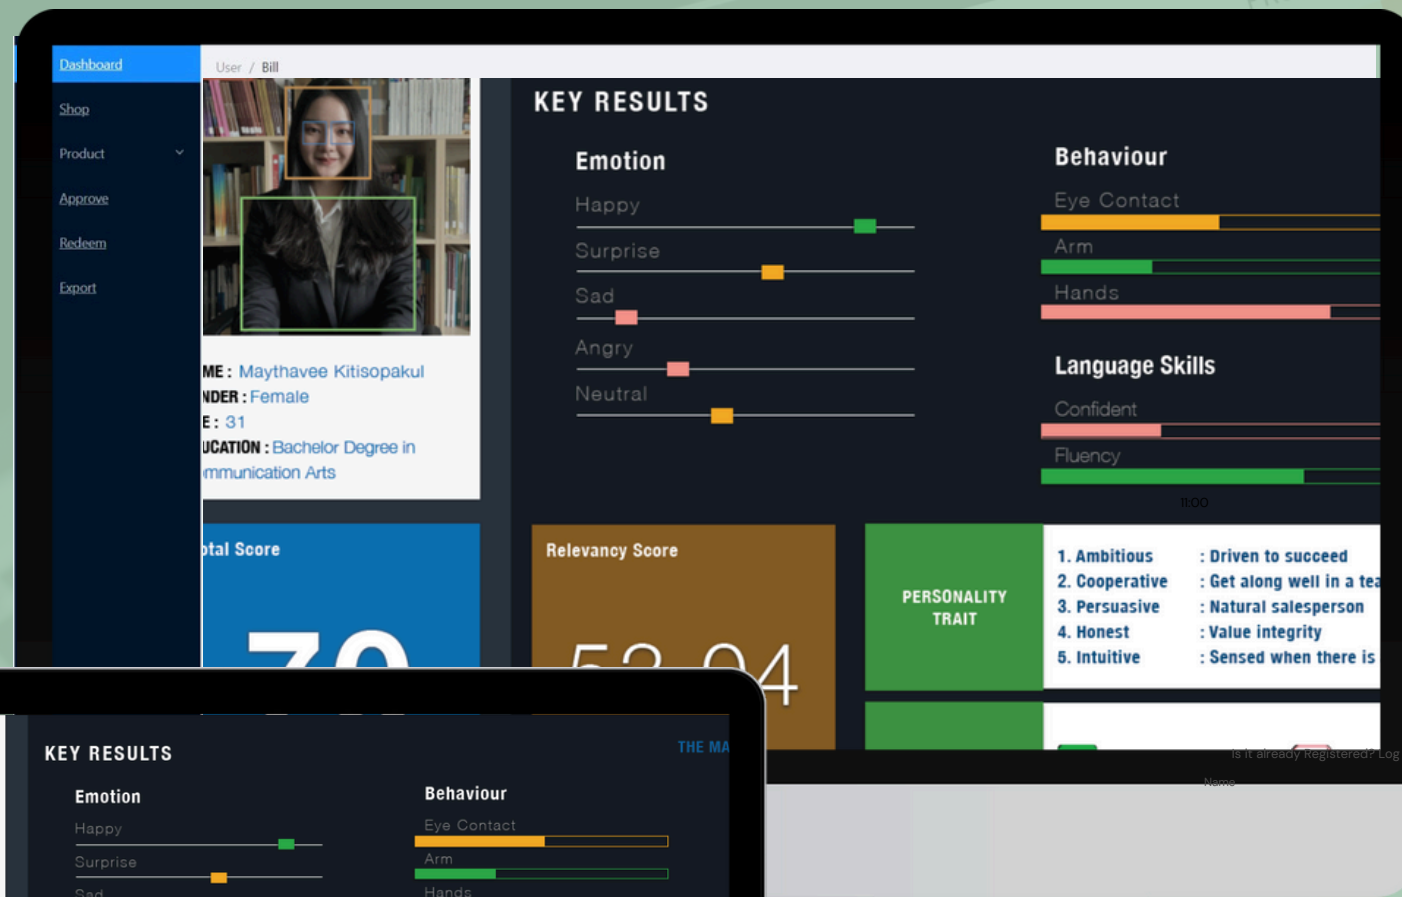 Dashboard
User / Bill
Shop
Product
Approve
Redeem
Export
ME : Maythavee Kitisopakul
NDER : Female
E : 31
UCATION : Bachelor Degree in
mmunication Arts
KEY RESULTS
Emotion
Happy
Surprise
Sad
Angry
Neutral
Behaviour
Eye Contact
Arm
Hands
Language Skills
Confident
Fluency
11:00
otal Score
Relevancy Score
PERSONALITY
TRAIT
1. Ambitious : Driven to succeed
2. Cooperative : Get along well in a tea
3. Persuasive : Natural salesperson
4. Honest : Value integrity
5. Intuitive : Sensed when there is
Is it already Registered? Log
Name
KEY RESULTS
THE MA
Emotion
Happy
Surprise
Sad
Behaviour
Eye Contact
Arm
Hands